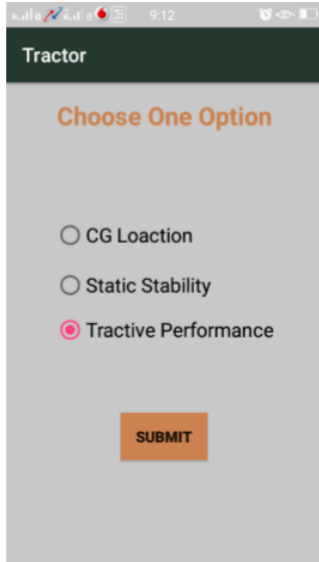 9:12
Tractor
Choose One Option
CG Loaction
Static Stability
Tractive Performance
SUBMIT